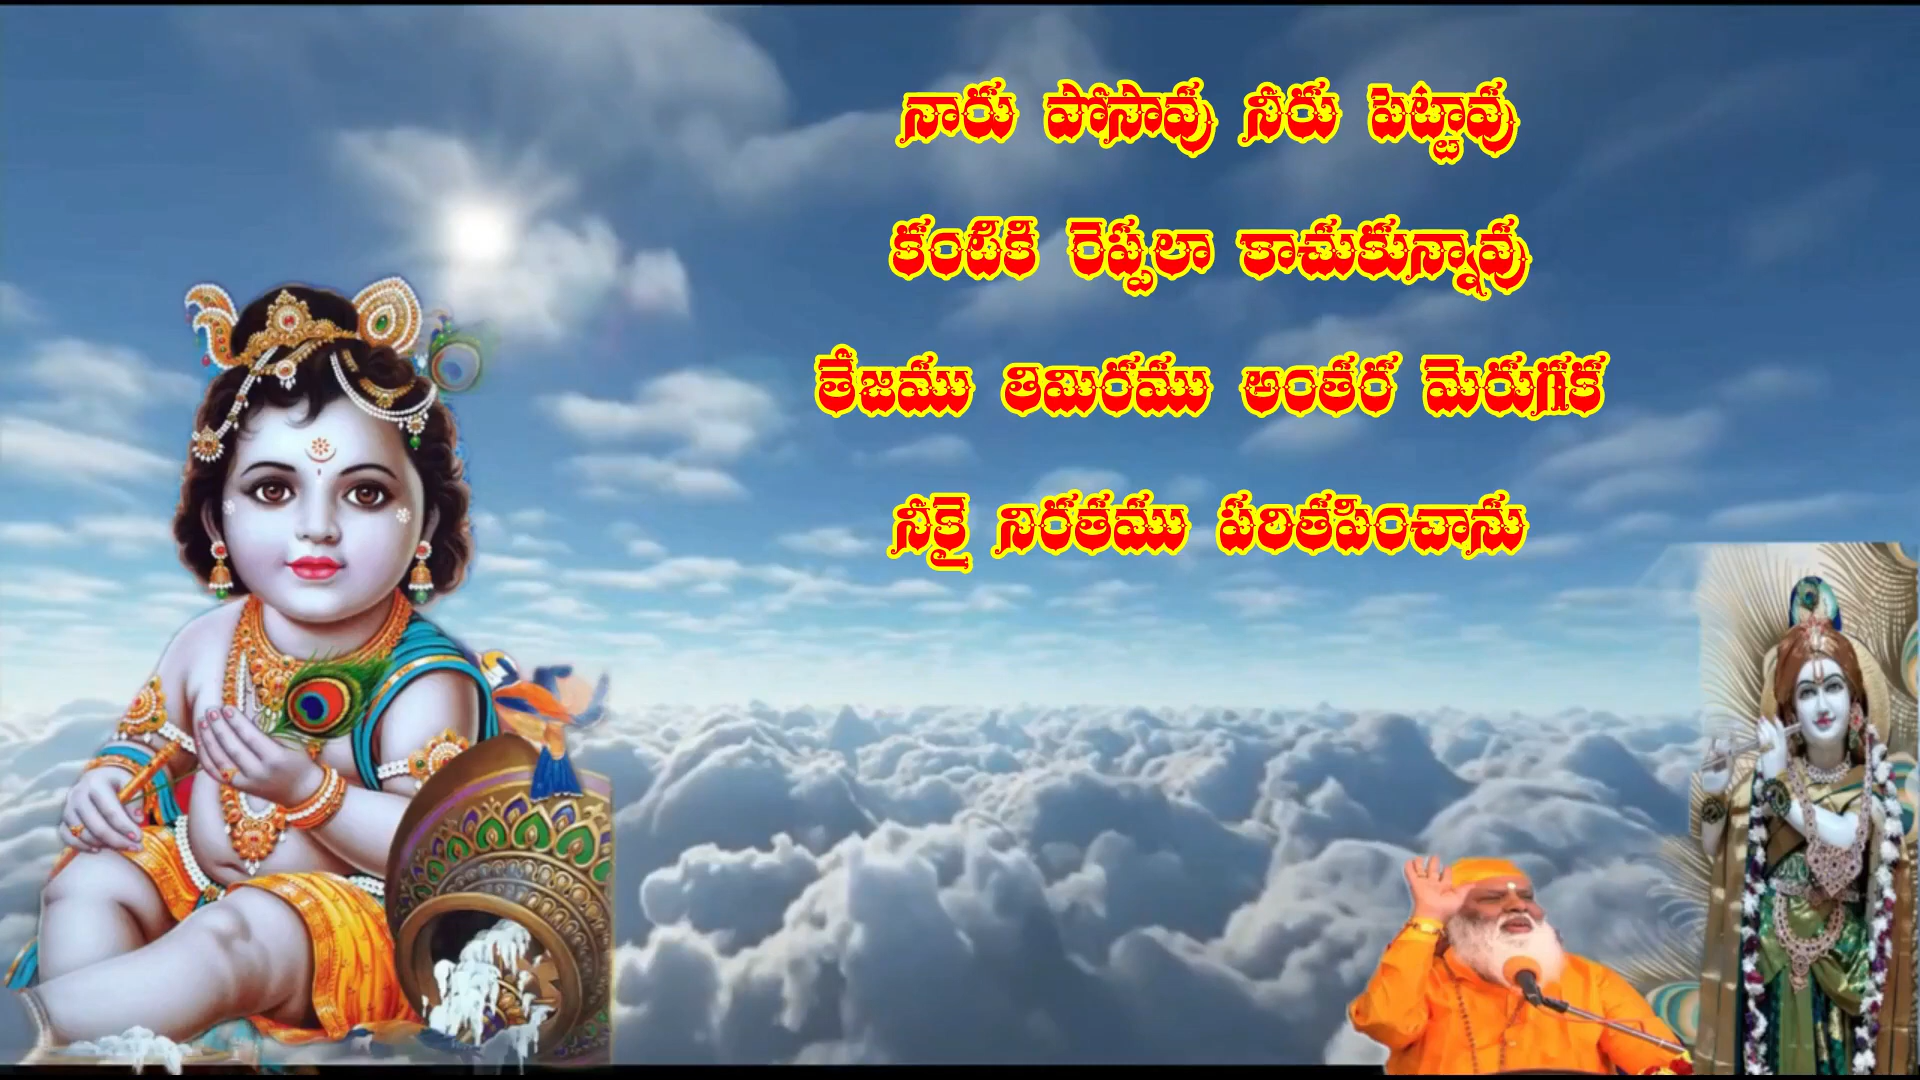 నారు పోసావు నీరు పెట్టావు
కంటికి రెప్పలా కాచుకున్నావు
తేజము తిమిరము అంతర మెరుగక
నీకై నిరతము పరితపించాను